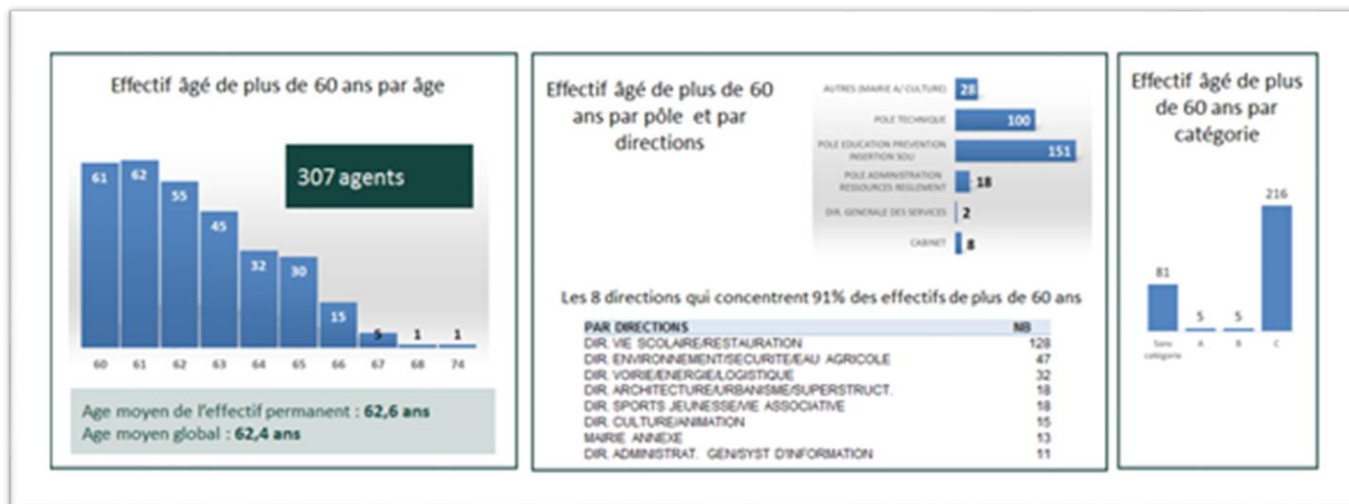 Effectif âgé de plus de 60 ans par âge
307 agents
61
62
55
45
32
30
15
5
1
1
60
61
62
63
64
65
66
67
68
74
Age moyen de l'effectif permanent : 62,6 ans
Age moyen global : 62,4 ans
Effectif âgé de plus de 60
ans par pôle et par
directions
AUTRES (MAIRIE A/ CULTURE)
28
POLE TECHNIQUE
100
POLE EDUCATION PREVENTION
INSERTION SOLI
151
POLE ADMINISTRATION
RESSOURCES REGLEMENT
18
DIR. GENERALE DES SERVICES
2
CABINET
8
Les 8 directions qui concentrent 91% des effectifs de plus de 60 ans
PAR DIRECTIONS NB
DIR. VIE SCOLAIRE/RESTAURATION 128
DIR. ENVIRONNEMENT/SECURITE/EAU AGRICOLE 47
DIR. VOIRIE/ENERGIE/LOGISTIQUE 32
DIR. ARCHITECTURE/URBANISME/SUPERSTRUCT. 18
DIR. SPORTS JEUNESSE/VIE ASSOCIATIVE 18
DIR. CULTURE/ANIMATION 15
MAIRIE ANNEXE 13
DIR. ADMINISTRAT. GEN/SYST D'INFORMATION 11
Effectif âgé de plus
de 60 ans par
catégorie
81
5
5
216
Sans
catégorie
A
B
C